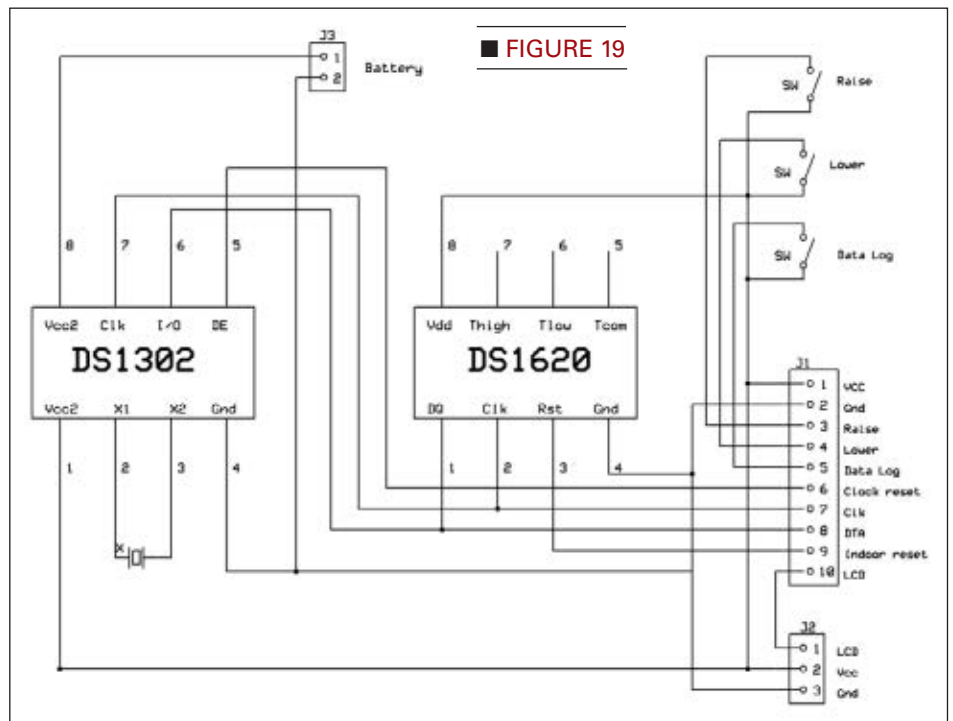 ■ FIGURE 19
J3
1
2
Battery
SW Raise
SW Lower
SW Data Log
8 7 6 5
8 7 6 5
Vcc2 Clk I/O DE
DS1302
Vcc2 X1 X2 Gnd
Vdd Thigh Tlow Tcom
DS1620
DQ Clk Rst Gnd
1 2 3 4
1 2 3 4
X
J1
1 VCC
2 Gnd
3 Raise
4 Lower
5 Data Log
6 Clock reset
7 Clk
8 DTA
9 Indoor reset
10 LCD
J2
1 LCD
2 Vcc
3 Gnd